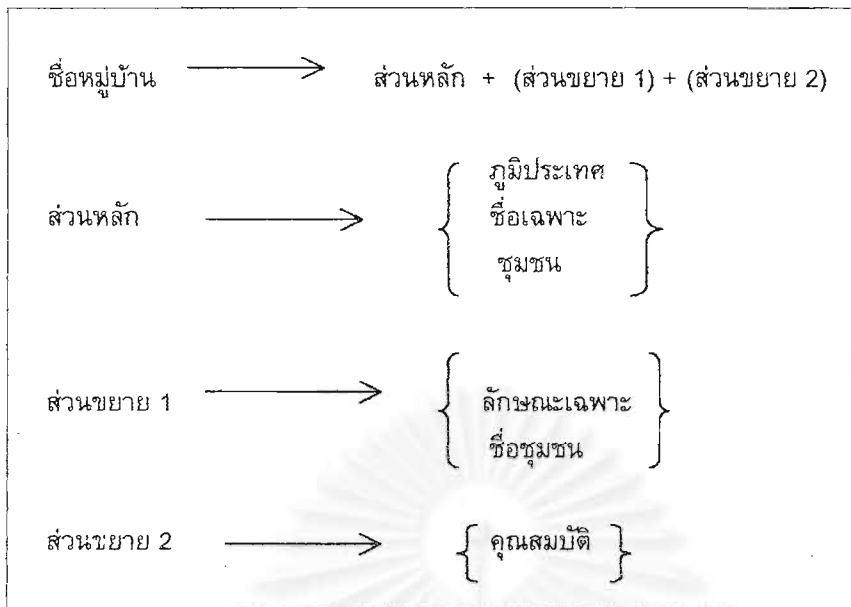 ชื่อหมู่บ้าน ⟶ ส่วนหลัก + (ส่วนขยาย 1) + (ส่วนขยาย 2)
ส่วนหลัก ⟶ { ภูมิประเทศ
ชื่อเฉพาะ
ชุมชน }
ส่วนขยาย 1 ⟶ { ลักษณะเฉพาะ
ชื่อชุมชน }
ส่วนขยาย 2 ⟶ { คุณสมบัติ }